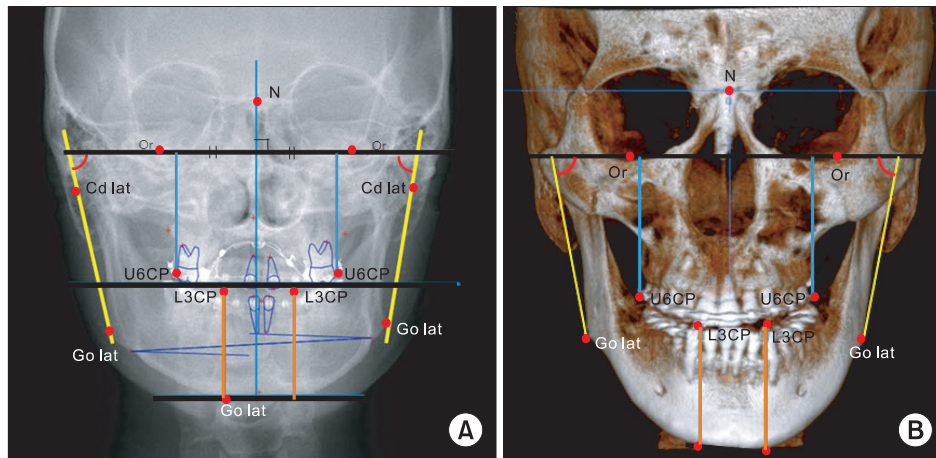 N
Or
Or
Cd lat
Cd lat
U6CP
U6CP
L3CP
L3CP
Go lat
Go lat
Go lat
A
N
Or
Or
U6CP
U6CP
L3CP
L3CP
Go lat
Go lat
B